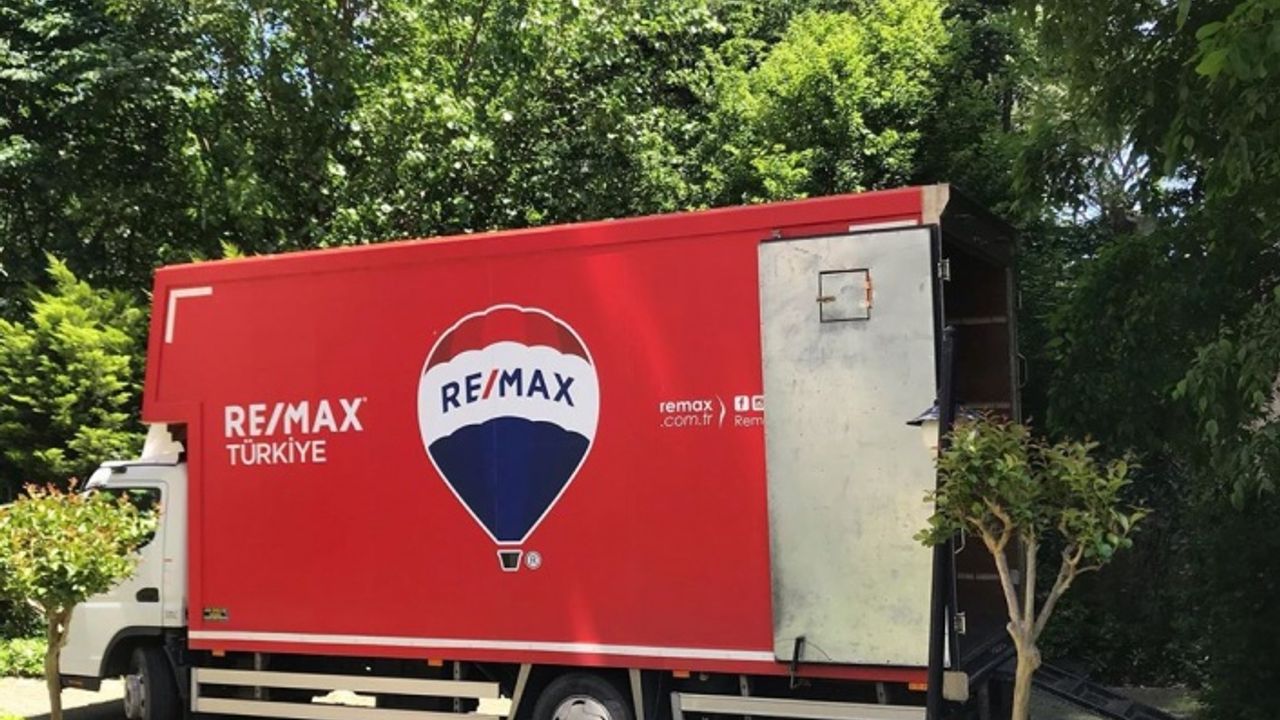 RE/MAX
TÜRKİYE
RE/MAX
®
remax
.com.tr